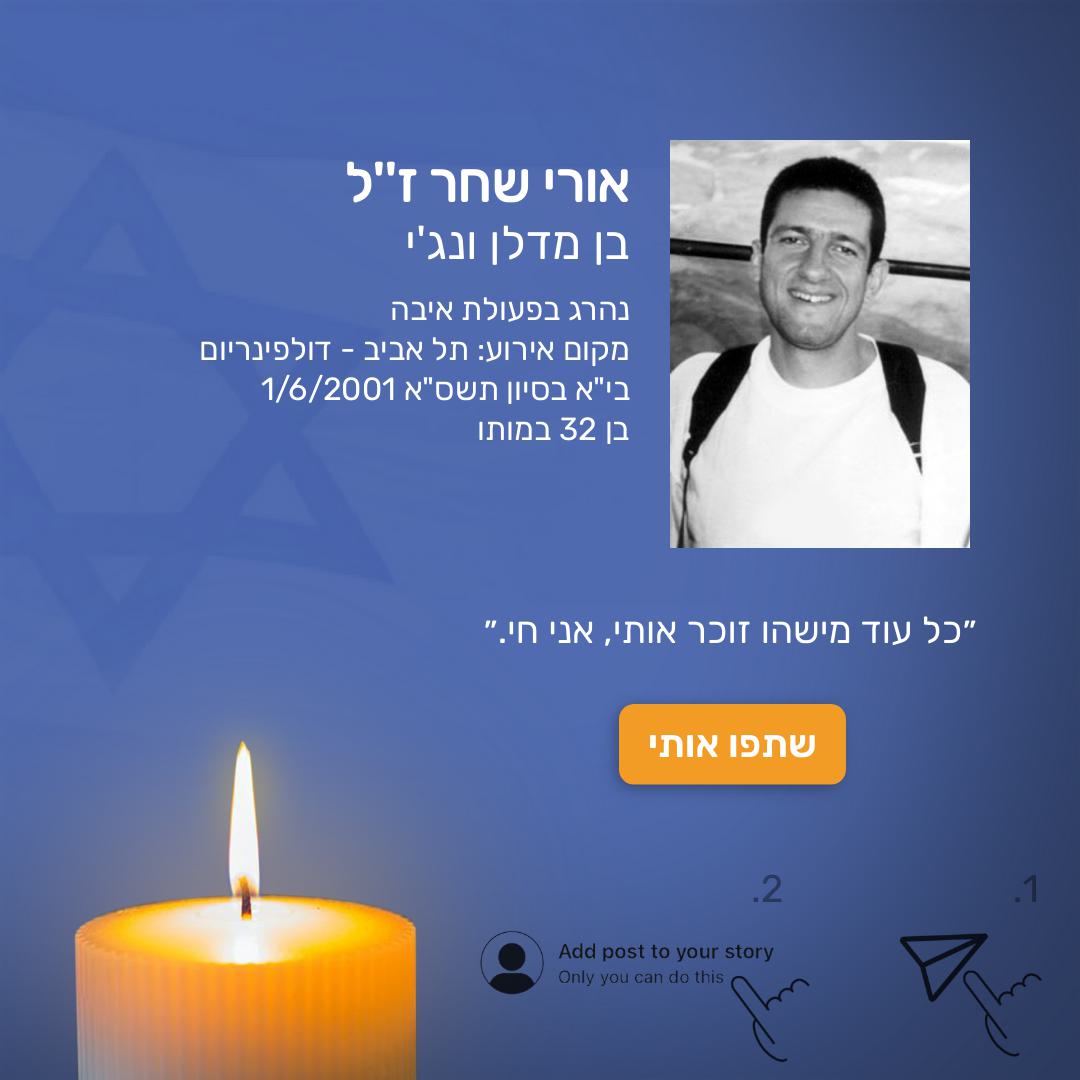 אורי שחר ז''ל
בן מדלן ונג'י
נהרג בפעולת איבה
מקום אירוע: תל אביב - דולפינריום
בי"א בסיון תשס"א 1/6/2001
בן 32 במותו
״כל עוד מישהו זוכר אותי, אני חי.״
שתפו אותי
1.
2.
Add post to your story
Only you can do this